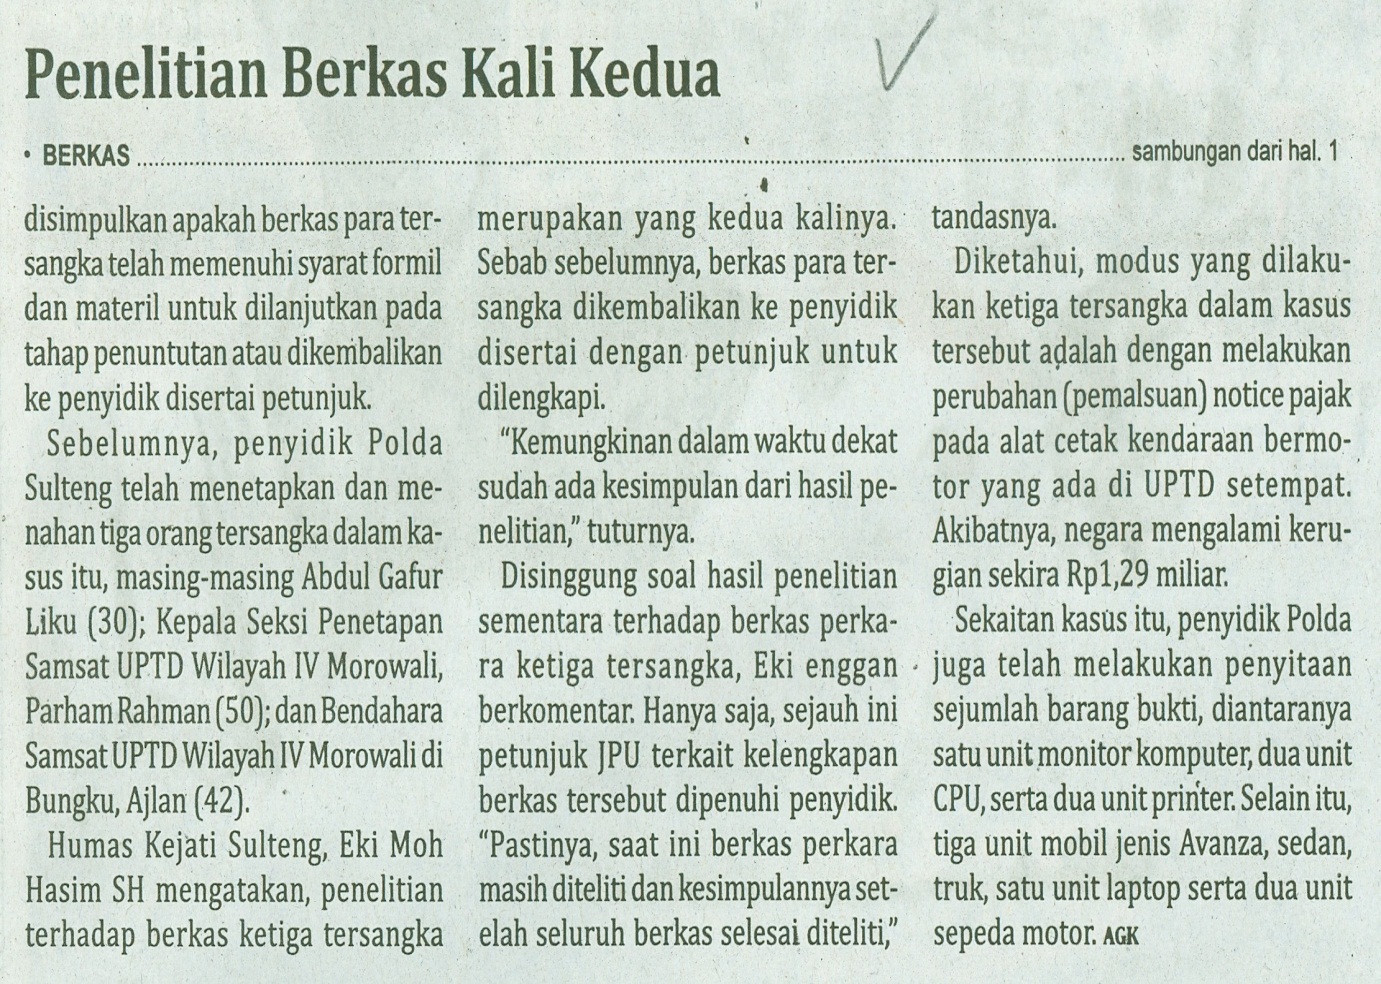 Penelitian Berkas Kali Kedua
• BERKAS ........................................ sambungan dari hal. 1
disimpulkan apakah berkas para ter-
sangka telah memenuhi syarat formil
dan materil untuk dilanjutkan pada
tahap penuntutan atau dikembalikan
ke penyidik disertai petunjuk.
Sebelumnya, penyidik Polda
Sulteng telah menetapkan dan me-
nahan tiga orang tersangka dalam ka-
sus itu, masing-masing Abdul Gafur
Liku (30); Kepala Seksi Penetapan
Samsat UPTD Wilayah IV Morowali,
Parham Rahman (50); dan Bendahara
Samsat UPTD Wilayah IV Morowali di
Bungku, Ajlan (42).
Humas Kejati Sulteng, Eki Moh
Hasim SH mengatakan, penelitian
terhadap berkas ketiga tersangka
merupakan yang kedua kalinya.
Sebab sebelumnya, berkas para ter-
sangka dikembalikan ke penyidik
disertai dengan petunjuk untuk
dilengkapi.
“Kemungkinan dalam waktu dekat
sudah ada kesimpulan dari hasil pe-
nelitian,” tuturnya.
Disinggung soal hasil penelitian
sementara terhadap berkas perka-
ra ketiga tersangka, Eki enggan
berkomentar. Hanya saja, sejauh ini
petunjuk JPU terkait kelengkapan
berkas tersebut dipenuhi penyidik.
“Pastinya, saat ini berkas perkara
masih diteliti dan kesimpulannya set-
elah seluruh berkas selesai diteliti,”
tandasnya.
Diketahui, modus yang dilaku-
kan ketiga tersangka dalam kasus
tersebut adalah dengan melakukan
perubahan (pemalsuan) notice pajak
pada alat cetak kendaraan bermo-
tor yang ada di UPTD setempat.
Akibatnya, negara mengalami keru-
gian sekira Rp1,29 miliar.
Sekaitan kasus itu, penyidik Polda
juga telah melakukan penyitaan
sejumlah barang bukti, diantaranya
satu unit monitor komputer, dua unit
CPU, serta dua unit printer. Selain itu,
tiga unit mobil jenis Avanza, sedan,
truk, satu unit laptop serta dua unit
sepeda motor. AGK